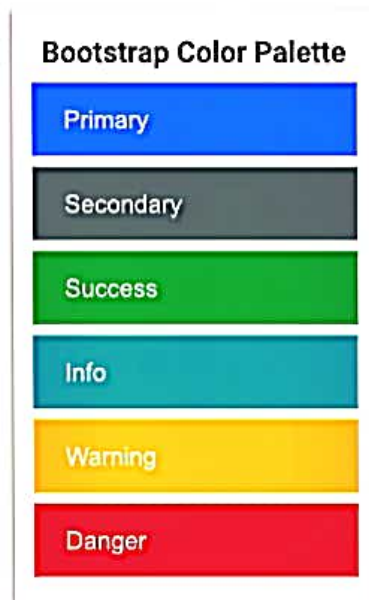 Bootstrap Color Palette
Primary
Secondary
Success
Info
Warning
Danger